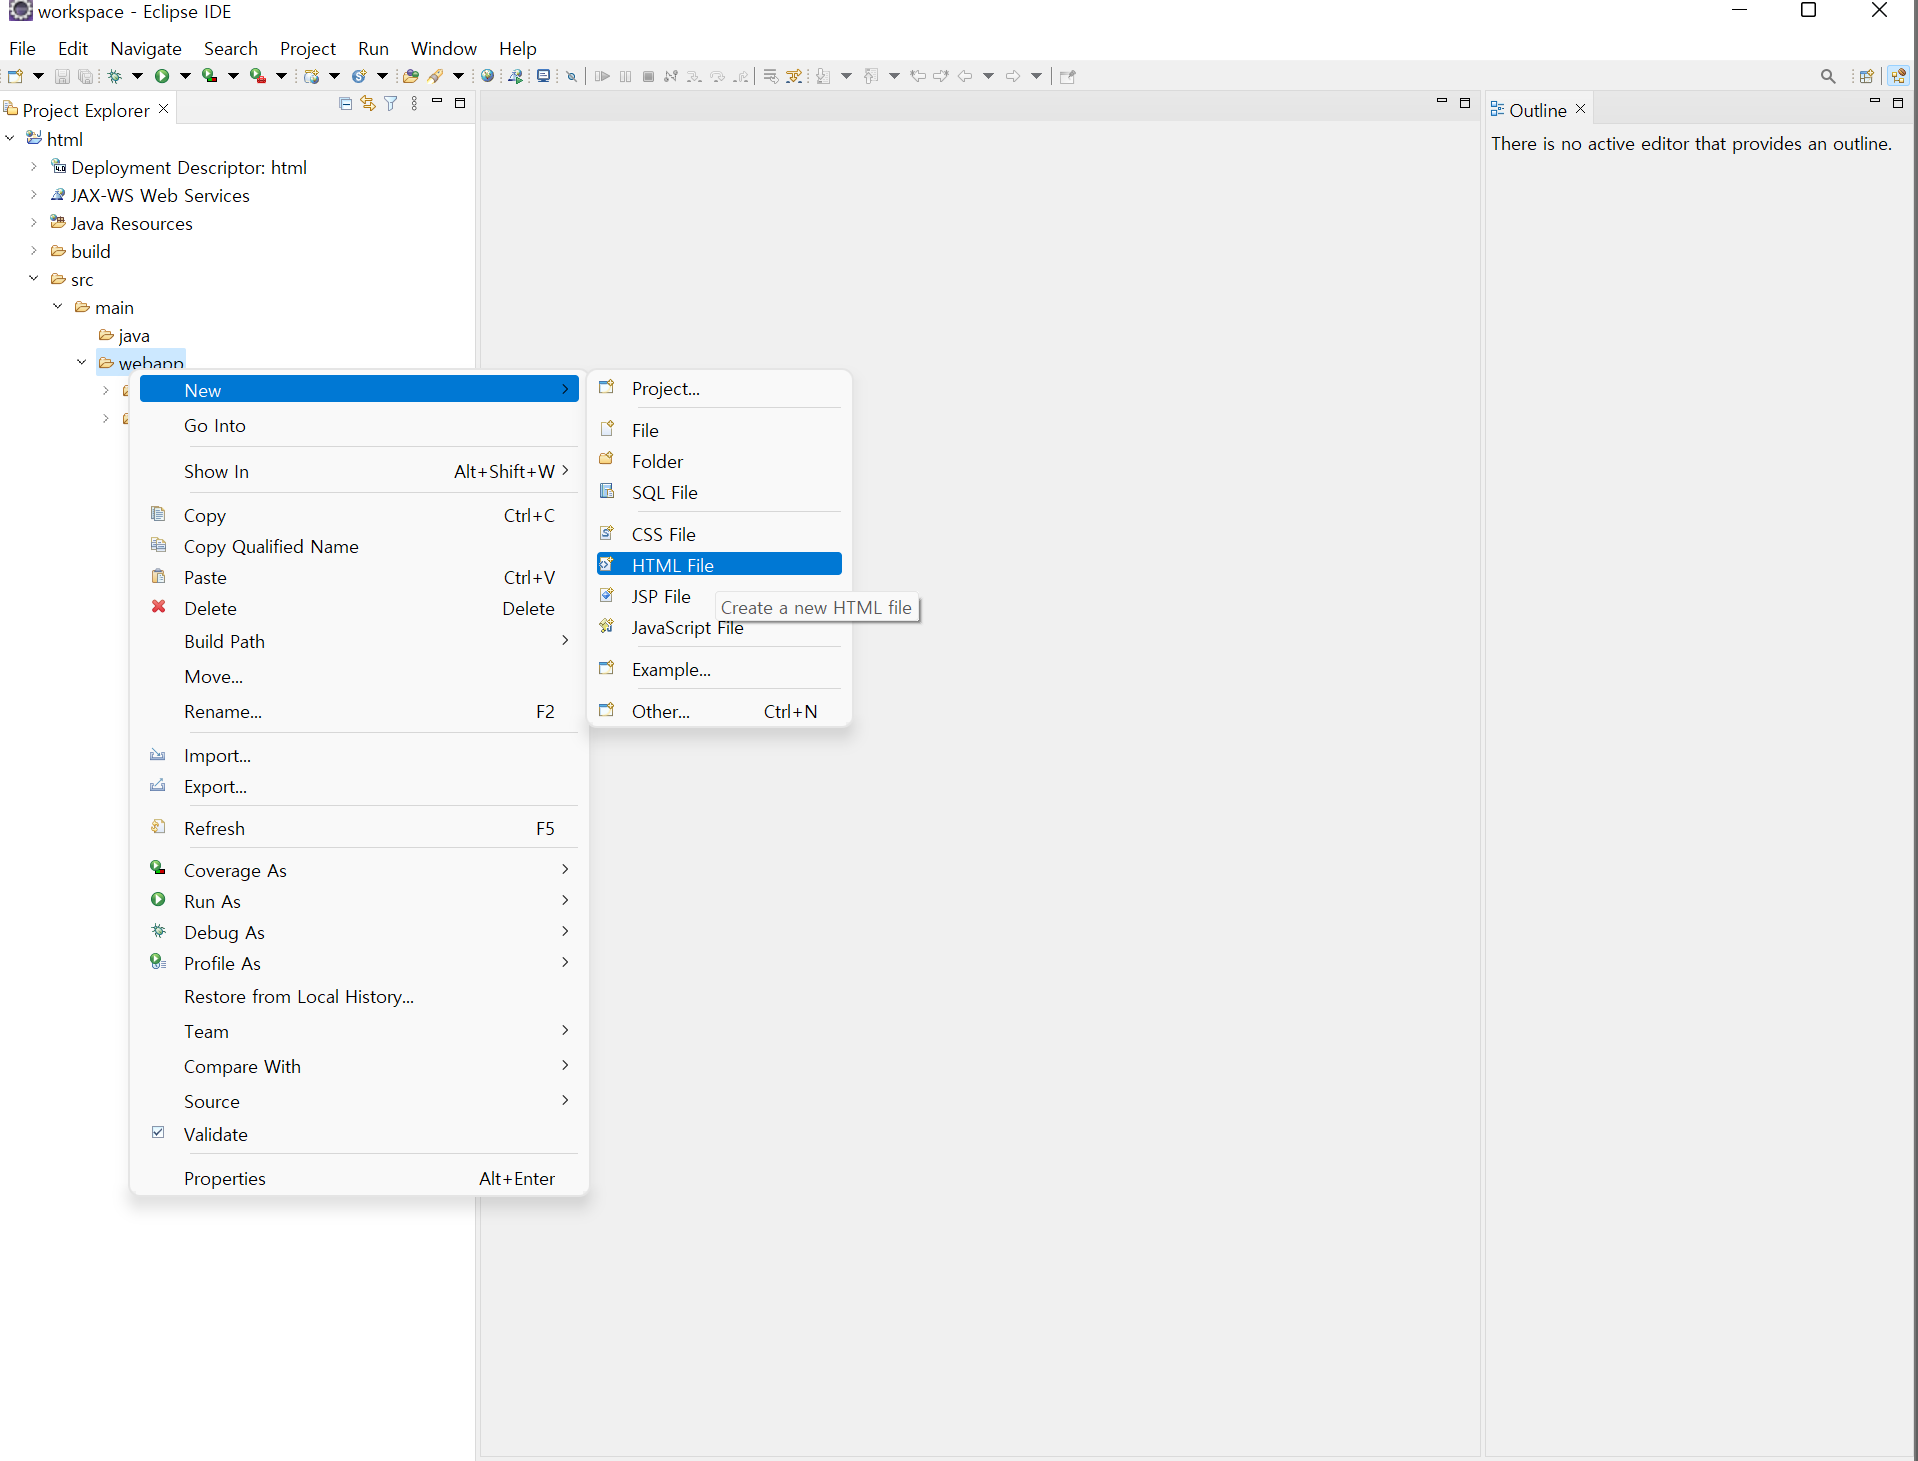 workspace - Eclipse IDE
File Edit Navigate Search Project Run Window Help
Project Explorer
html
Deployment Descriptor: html
JAX-WS Web Services
Java Resources
build
src
main
java
webapp
New
Go Into
Show In Alt+Shift+W
Copy Ctrl+C
Copy Qualified Name
Paste Ctrl+V
Delete Delete
Build Path
Move...
Rename... F2
Import...
Export...
Refresh F5
Coverage As
Run As
Debug As
Profile As
Restore from Local History...
Team
Compare With
Source
Validate
Properties Alt+Enter
Project...
File
Folder
SQL File
CSS File
HTML File
JSP File
Create a new HTML file
JavaScript File
Example...
Other... Ctrl+N
Outline
There is no active editor that provides an outline.